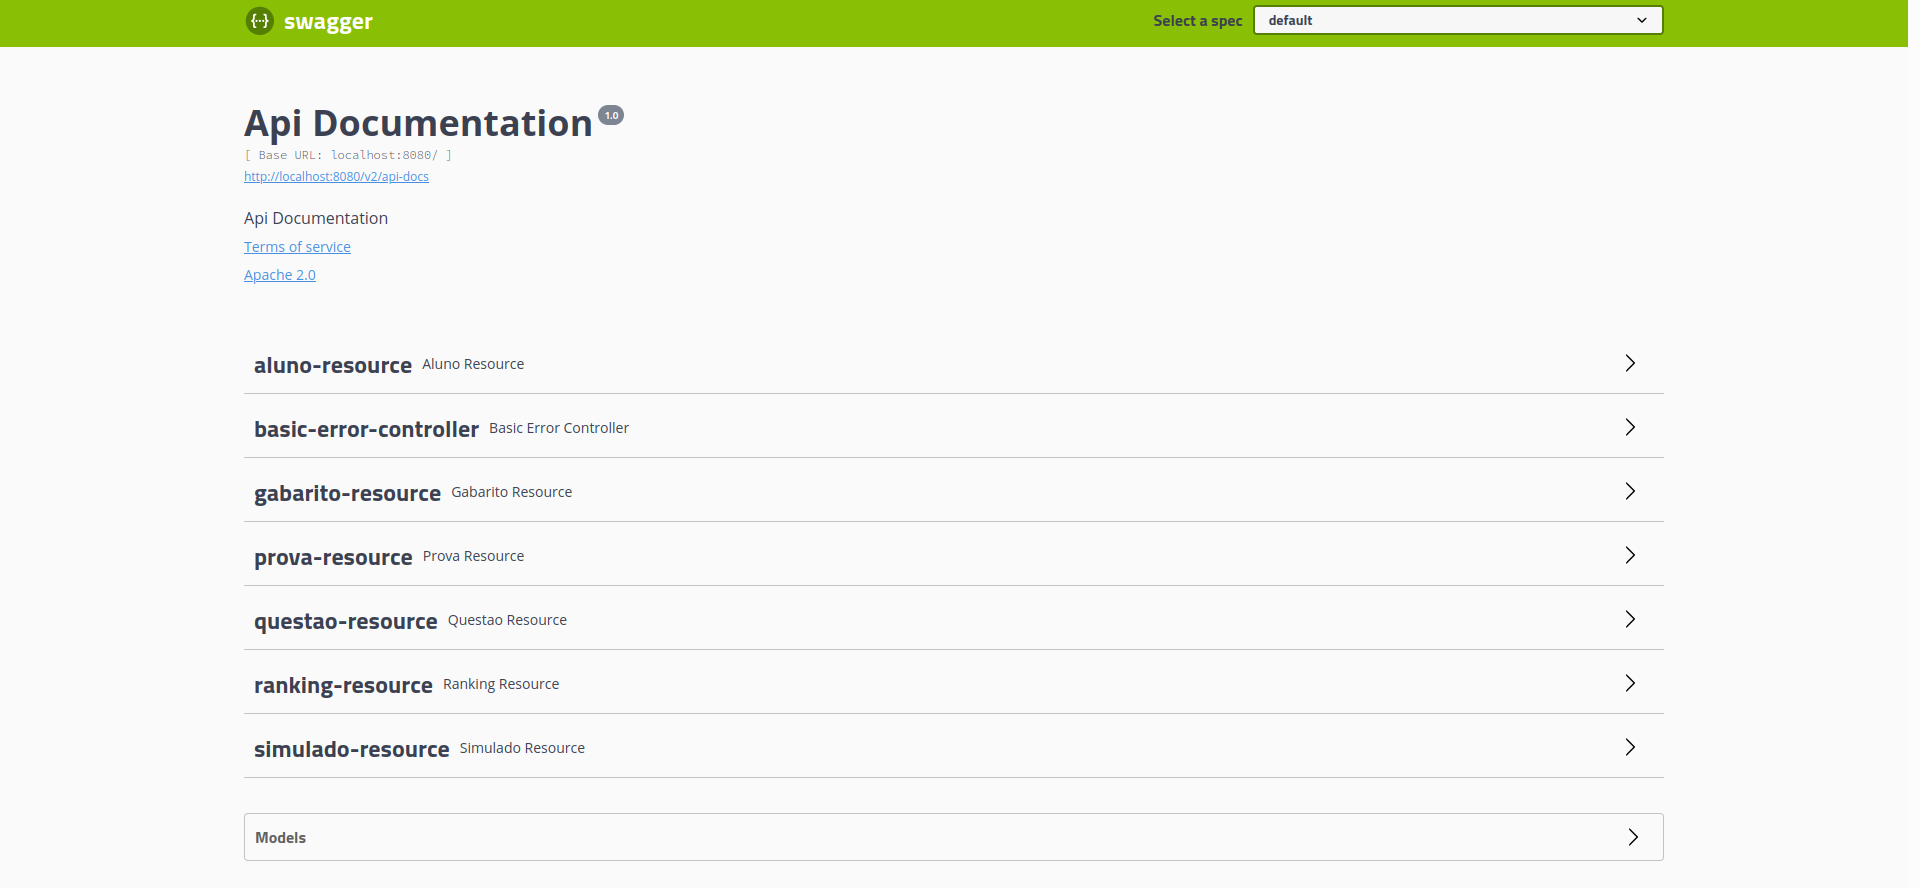 {···} swagger Select a spec default
Api Documentation 1.0
[ Base URL: localhost:8080/ ]
http://localhost:8080/v2/api-docs
Api Documentation
Terms of service
Apache 2.0
aluno-resource Aluno Resource
basic-error-controller Basic Error Controller
gabarito-resource Gabarito Resource
prova-resource Prova Resource
questao-resource Questao Resource
ranking-resource Ranking Resource
simulado-resource Simulado Resource
Models